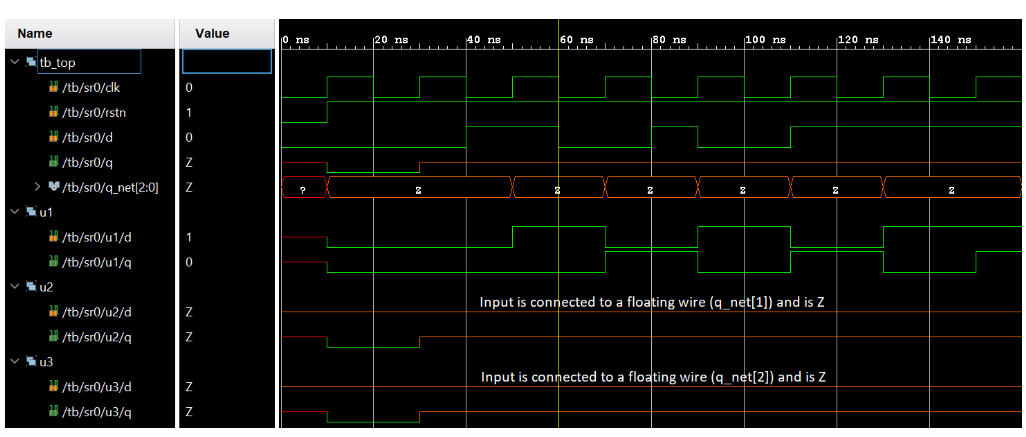 Name Value
0 ns 20 ns 40 ns 60 ns 80 ns 100 ns 120 ns 140 ns
tb_top
/tb/sr0/clk 0
/tb/sr0/rstn 1
/tb/sr0/d 0
/tb/sr0/q Z
/tb/sr0/q_net[2:0] Z ? Z Z Z Z Z Z
u1
/tb/sr0/u1/d 1
/tb/sr0/u1/q 0
u2
Input is connected to a floating wire (q_net[1]) and is Z
/tb/sr0/u2/d Z
/tb/sr0/u2/q Z
u3
Input is connected to a floating wire (q_net[2]) and is Z
/tb/sr0/u3/d Z
/tb/sr0/u3/q Z